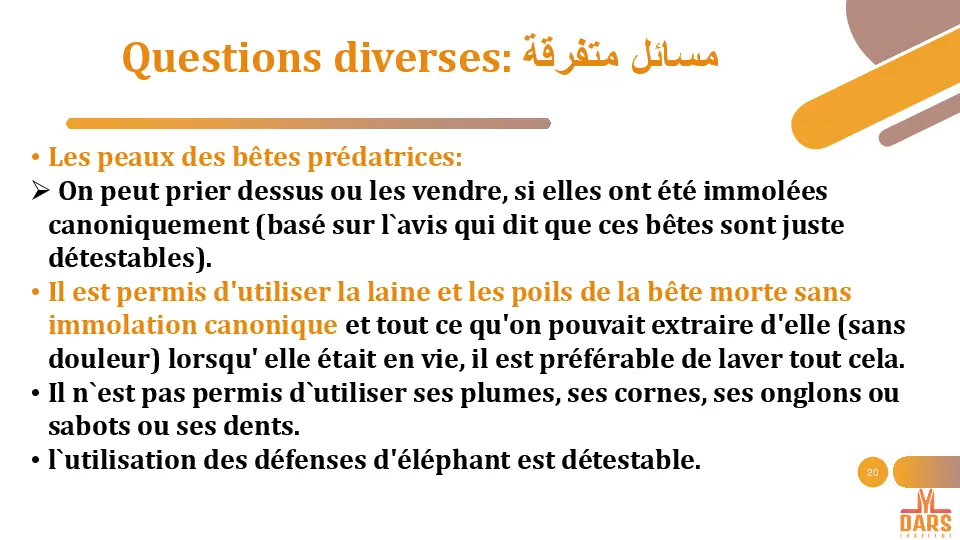 Questions diverses: مسائل متفرقة
• Les peaux des bêtes prédatrices:
➢ On peut prier dessus ou les vendre, si elles ont été immolées
canoniquement (basé sur l`avis qui dit que ces bêtes sont juste
détestables).
• Il est permis d'utiliser la laine et les poils de la bête morte sans
immolation canonique et tout ce qu'on pouvait extraire d'elle (sans
douleur) lorsqu' elle était en vie, il est préférable de laver tout cela.
• Il n`est pas permis d`utiliser ses plumes, ses cornes, ses onglons ou
sabots ou ses dents.
• l`utilisation des défenses d'éléphant est détestable.
20
DARS
INSTITUT